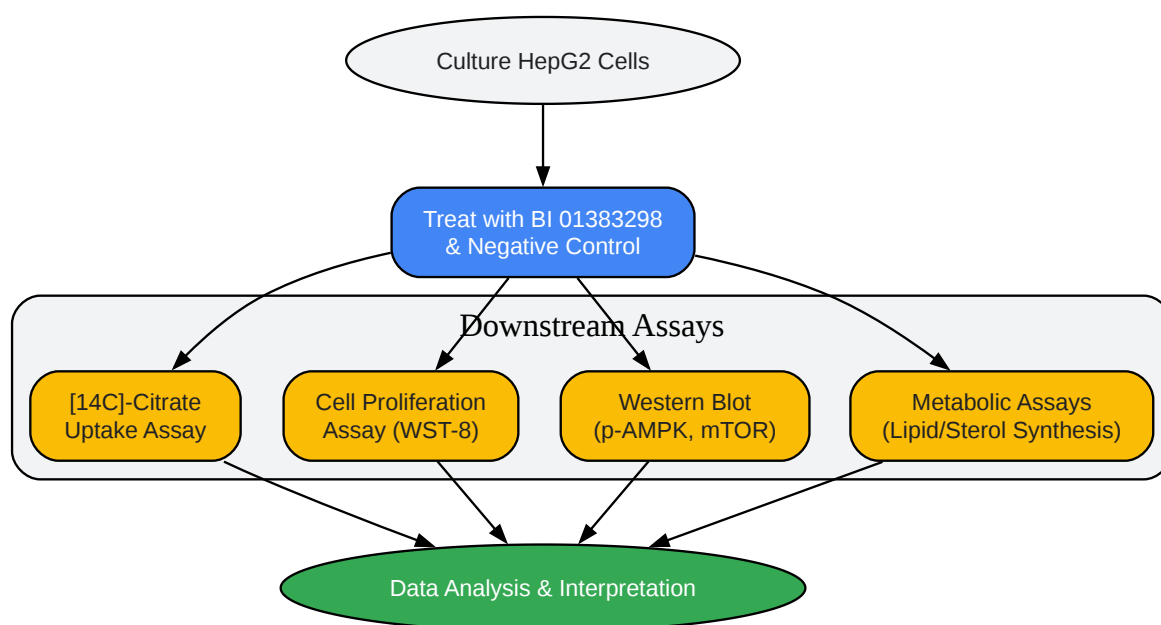 Culture HepG2 Cells
Treat with BI 01383298
& Negative Control
Downstream Assays
[14C]-Citrate
Uptake Assay
Cell Proliferation
Assay (WST-8)
Western Blot
(p-AMPK, mTOR)
Metabolic Assays
(Lipid/Sterol Synthesis)
Data Analysis & Interpretation